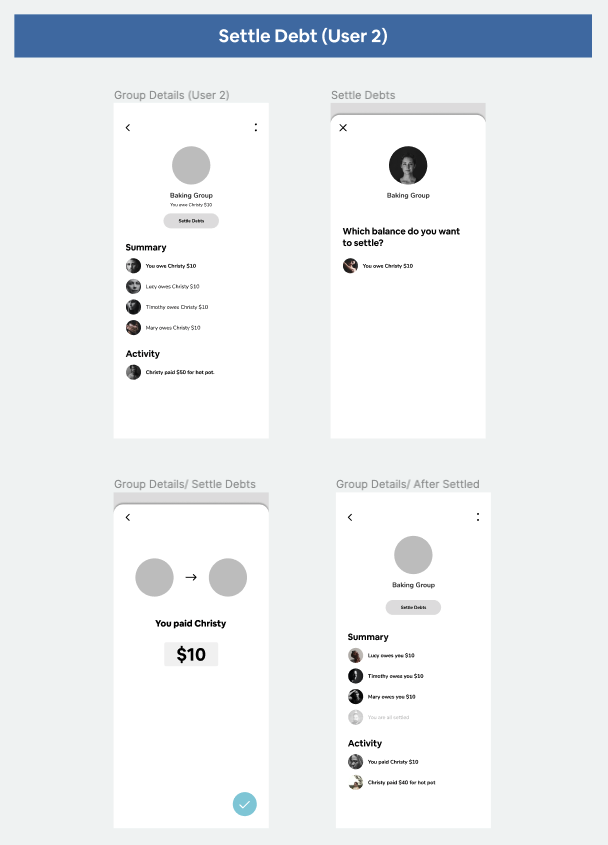 Settle Debt (User 2)
Group Details (User 2)
Baking Group
You owe Christy $10
Settle Debts
Summary
You owe Christy $10
Lucy owes Christy $10
Timothy owes Christy $10
Mary owes Christy $10
Activity
Christy paid $50 for hot pot.
Settle Debts
Baking Group
Which balance do you want
to settle?
You owe Christy $10
Group Details/ Settle Debts
You paid Christy
$10
Group Details/ After Settled
Baking Group
Settle Debts
Summary
Lucy owes you $10
Timothy owes you $10
Mary owes you $10
You are all settled
Activity
You paid Christy $10
Christy paid $40 for hot pot